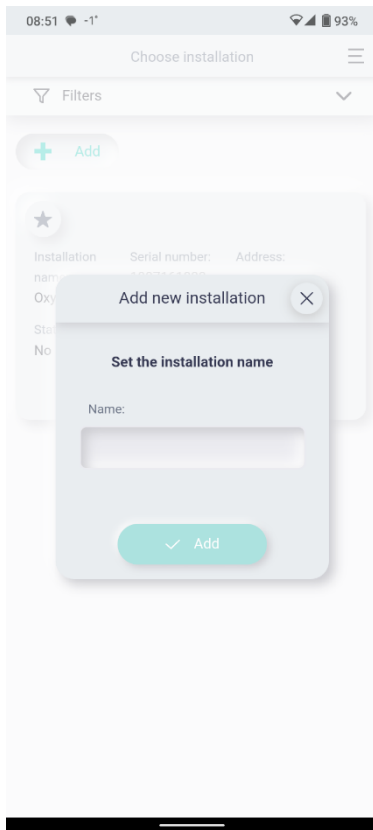 08:51 -1° 93%
Choose installation
Filters
Add
Installation Serial number: Address:
Add new installation
Set the installation name
Name:
Add
No